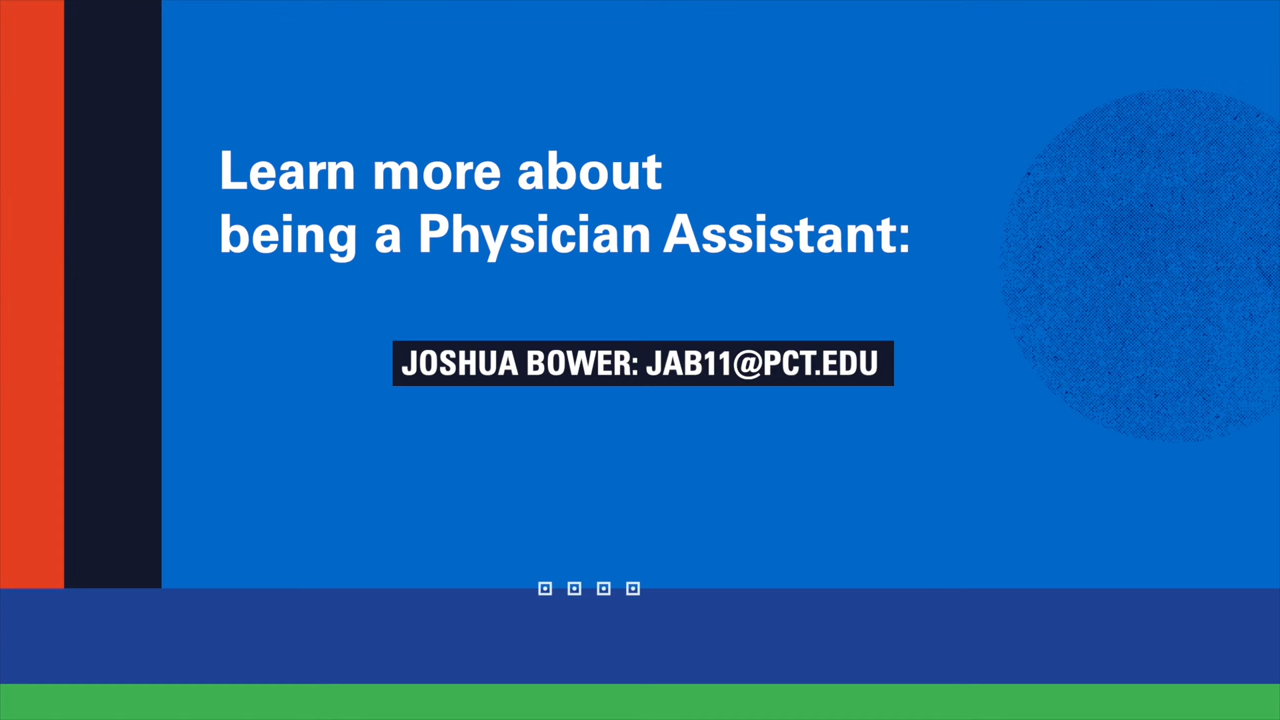 Learn more about
being a Physician Assistant:
JOSHUA BOWER: JAB11@PCT.EDU